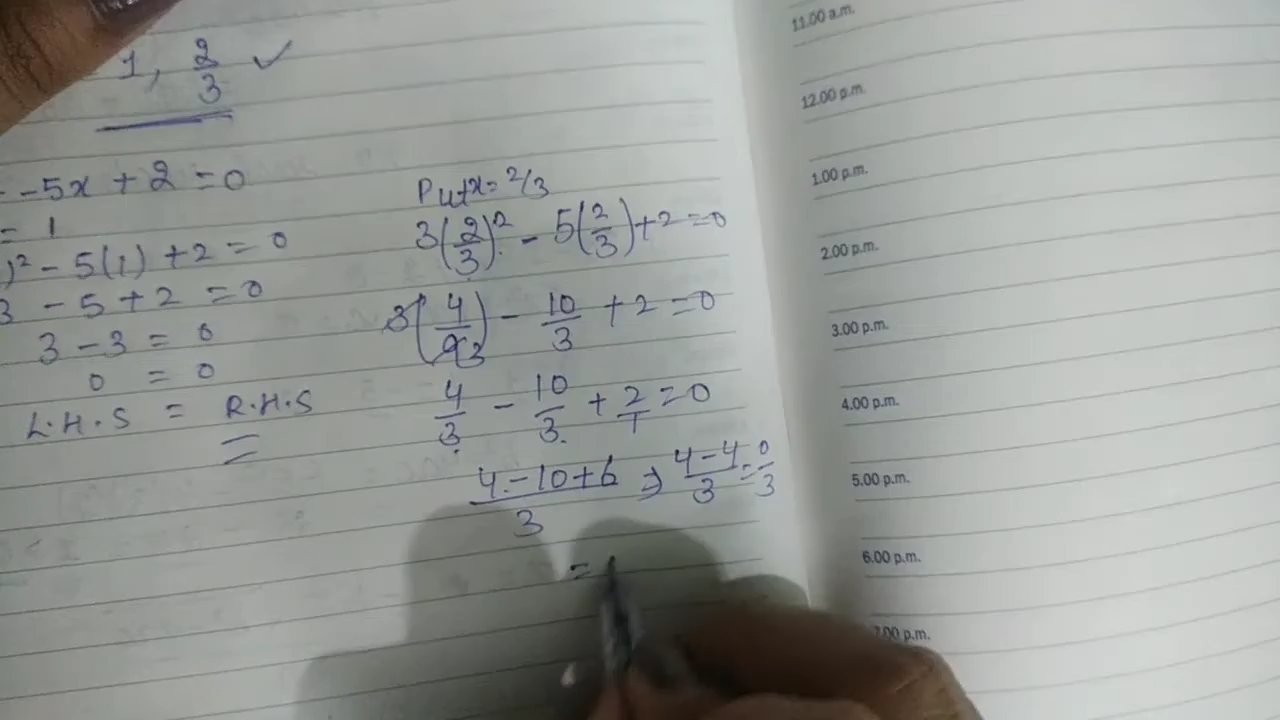 1, 2/3 ✓
-5x + 2 = 0
= 1
)² - 5(1) + 2 = 0
3 - 5 + 2 = 0
3 - 3 = 0
0 = 0
L.H.S = R.H.S
Put x = 2/3
3(2/3)² - 5(2/3) + 2 = 0
3(4/9 3) - 10/3 + 2 = 0
4/3 - 10/3 + 2/1 = 0
4 - 10 + 6/3 ⇒ 4 - 4/3 = 0/3
=
11.00 a.m.
12.00 p.m.
1.00 p.m.
2.00 p.m.
3.00 p.m.
4.00 p.m.
5.00 p.m.
6.00 p.m.
7.00 p.m.